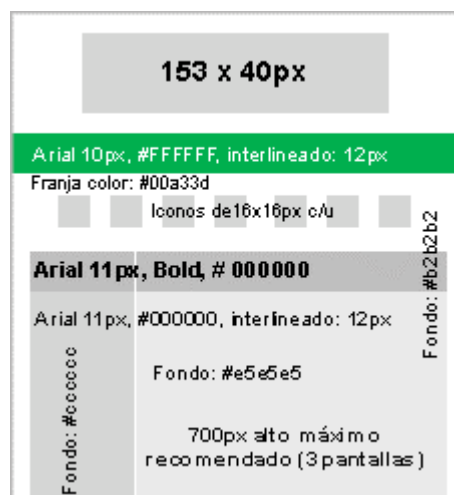 153 x 40px
Arial 10px, #FFFFFF, interlineado: 12px
Franja color: #00a33d
Iconos de16x16px c/u
Fondo: #b2b2b2
Arial 11px, Bold, # 000000
Arial 11px, #000000, interlineado: 12px
Fondo: #cccccc
Fondo: #e5e5e5
700px alto máximo
recomendado (3 pantallas)